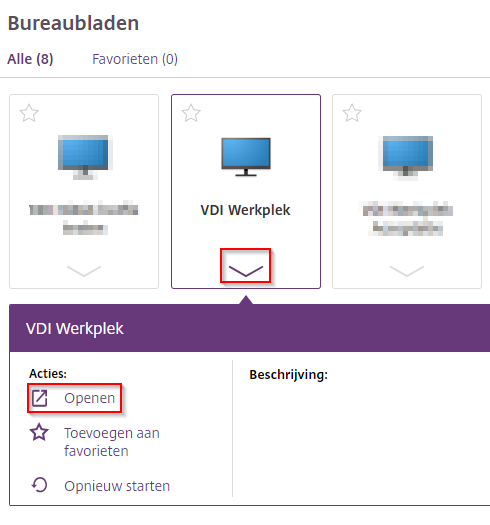 Bureaubladen
Alle (8) Favorieten (0)
VDI Werkplek
VDI Werkplek
Acties:
Beschrijving:
Openen
Toevoegen aan
favorieten
Opnieuw starten